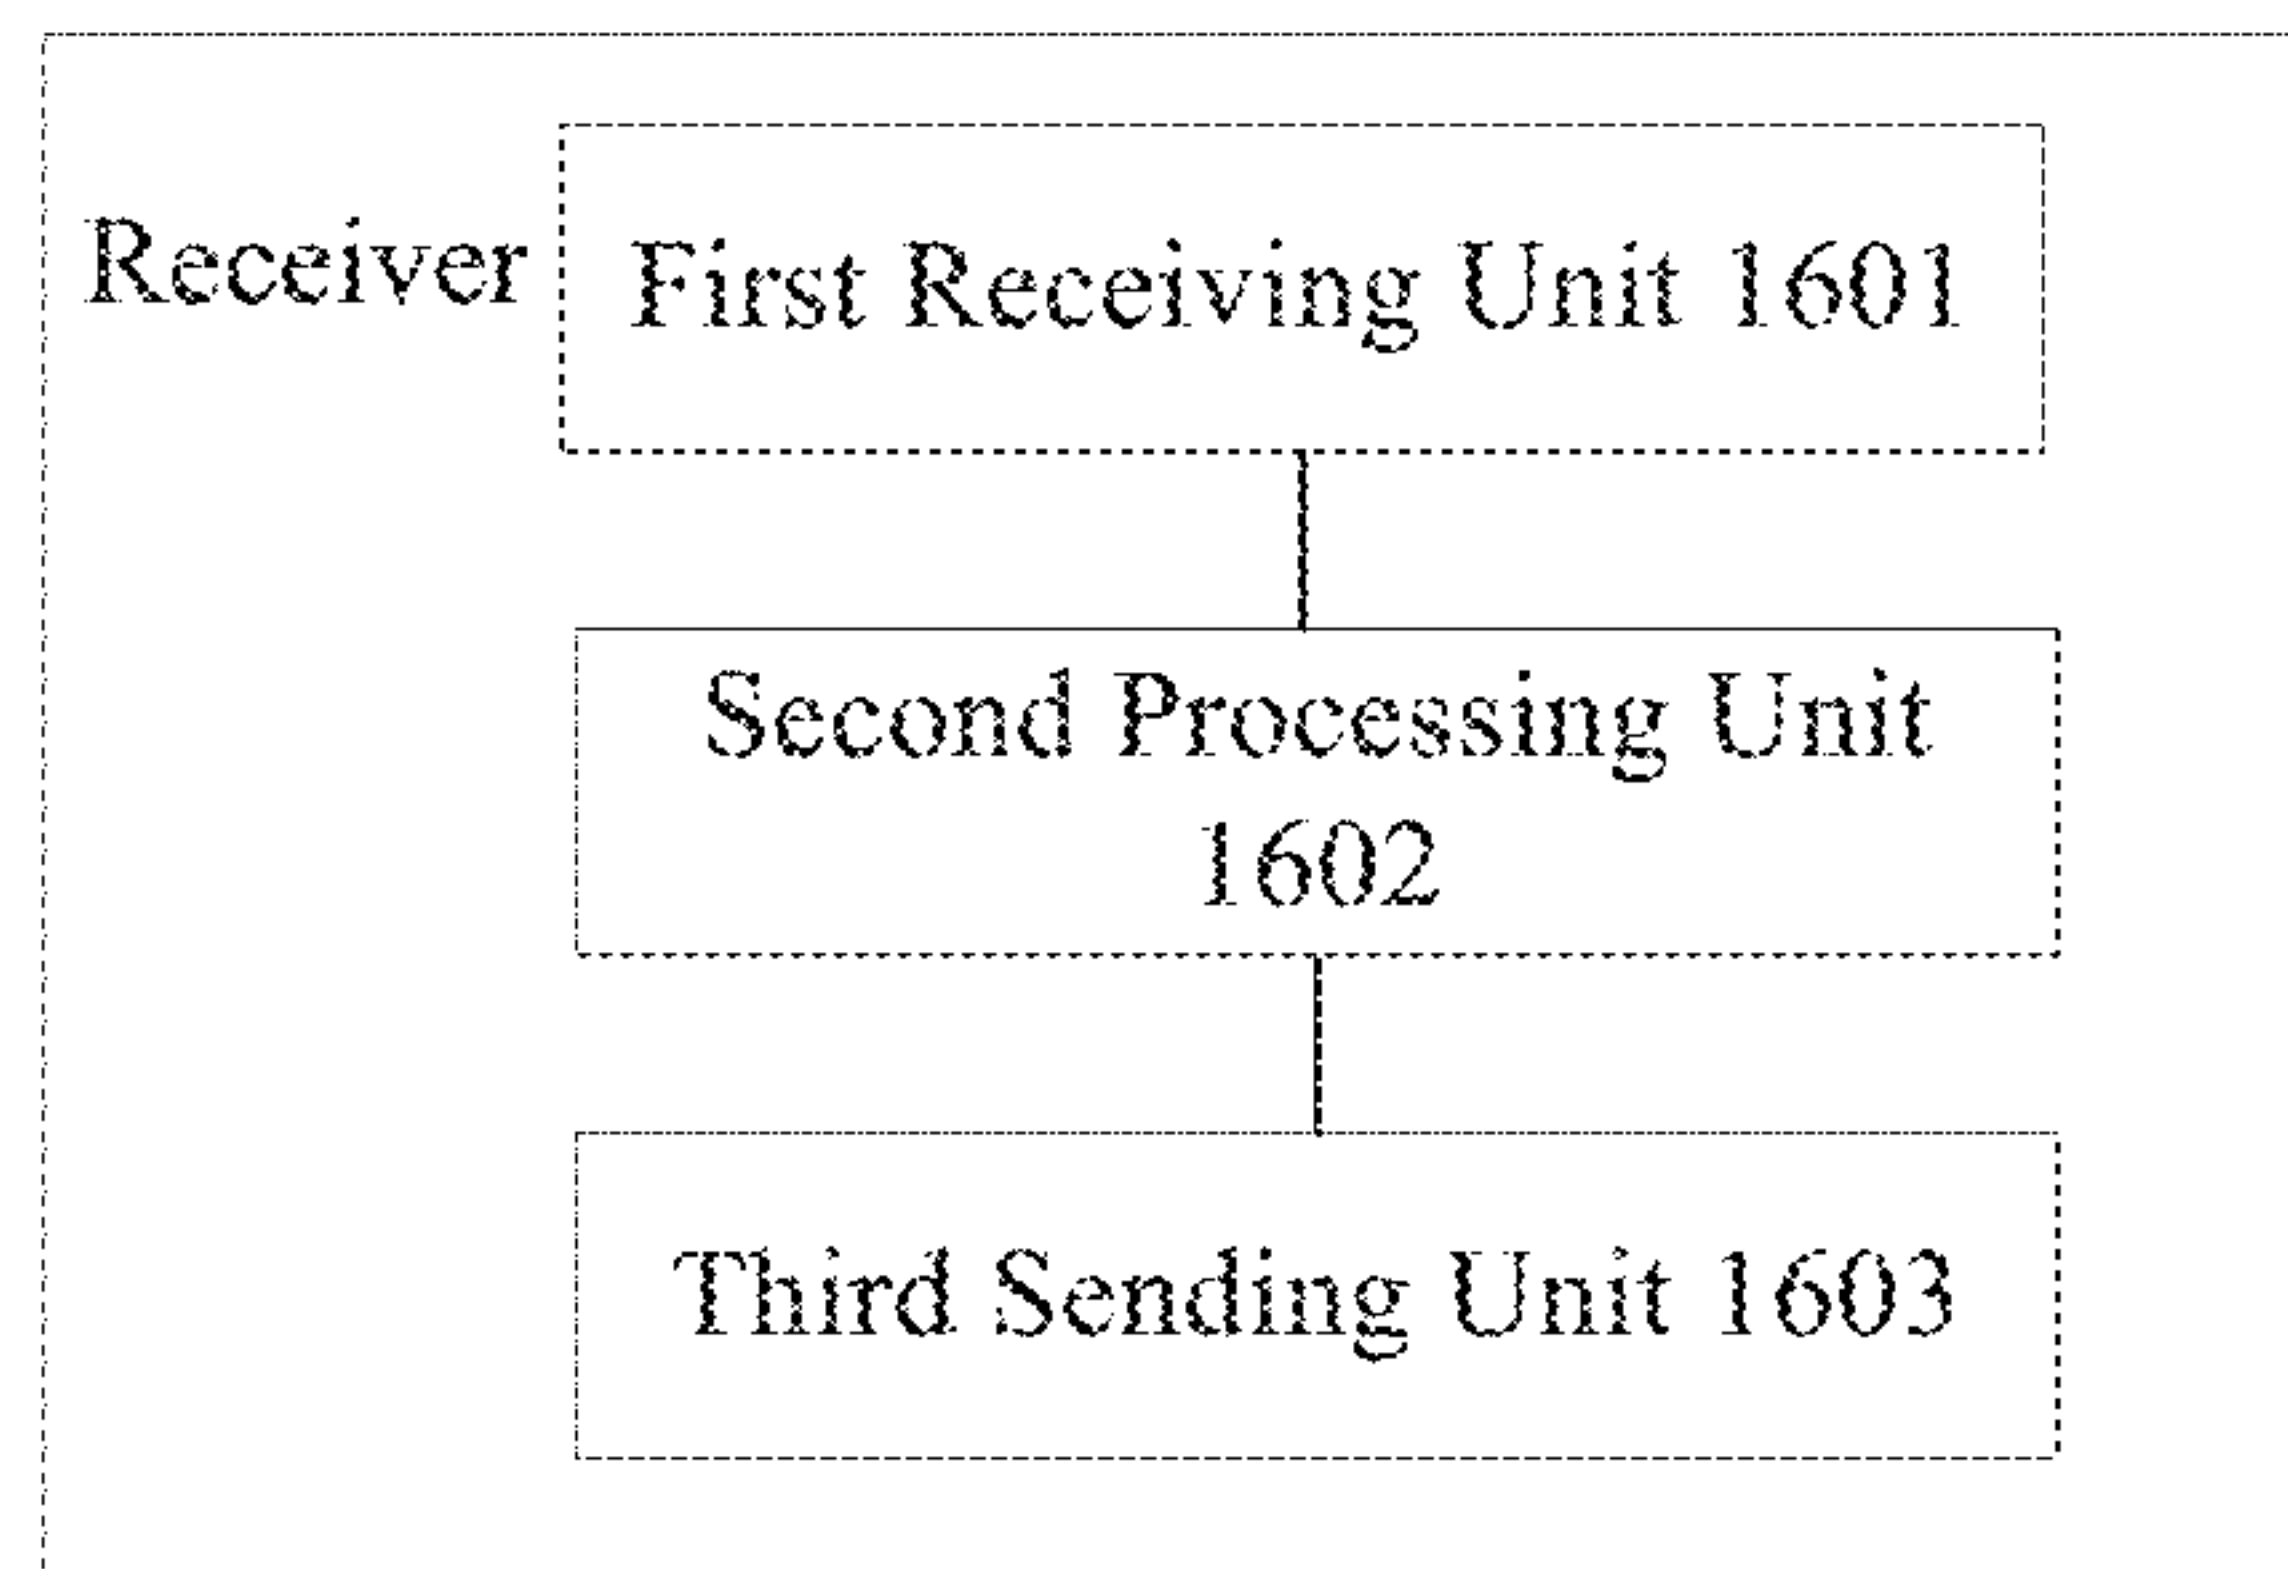 Receiver
First Receiving Unit 1601
Second Processing Unit
1602
Third Sending Unit 1603